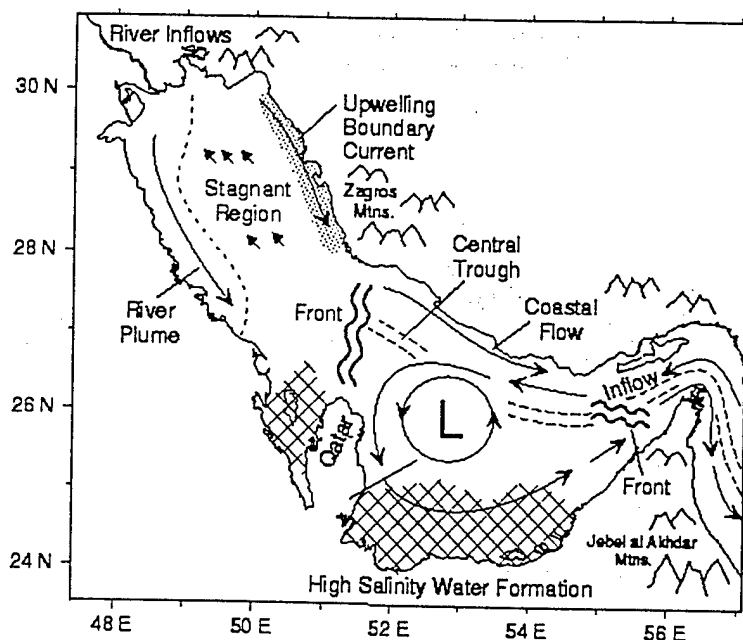 River Inflows
30 N
Upwelling
Boundary
Current
Stagnant
Region
Zagros
Mtns.
28 N
Central
Trough
River
Plume
Front
Coastal
Flow
Inflow
26 N
L
Qatar
Front
24 N
Jebel al Akhdar
Mtns.
High Salinity Water Formation
48 E
50 E
52 E
54 E
56 E